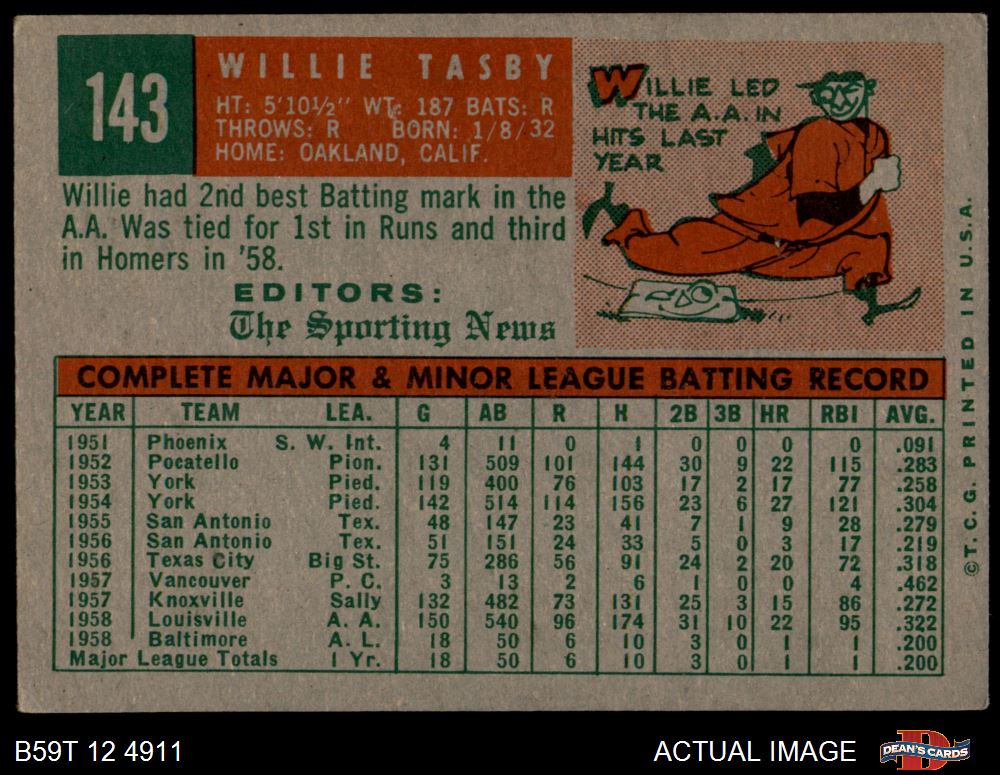 143
WILLIE TASBY
HT: 5'10½" WT: 187 BATS: R
THROWS: R BORN: 1/8/32
HOME: OAKLAND, CALIF.
WILLIE LED
THE A.A. IN
HITS LAST
YEAR
Willie had 2nd best Batting mark in the
A.A. Was tied for 1st in Runs and third
in Homers in '58.
EDITORS:
The Sporting News
COMPLETE MAJOR & MINOR LEAGUE BATTING RECORD
YEAR TEAM LEA. G AB R H 2B 3B HR RBI AVG.
1951 Phoenix S. W. Int. 4 11 0 1 0 0 0 0 .091
1952 Pocatello Pion. 131 509 101 144 30 9 22 115 .283
1953 York Pied. 119 400 76 103 17 2 17 77 .258
1954 York Pied. 142 514 114 156 23 6 27 121 .304
1955 San Antonio Tex. 48 147 23 41 7 1 9 28 .279
1956 San Antonio Tex. 51 151 24 33 5 0 3 17 .219
1956 Texas City Big St. 75 286 56 91 24 2 20 72 .318
1957 Vancouver P. C. 3 13 2 6 1 0 0 4 .462
1957 Knoxville Sally 132 482 73 131 25 3 15 86 .272
1958 Louisville A. A. 150 540 96 174 31 10 22 95 .322
1958 Baltimore A. L. 18 50 6 10 3 0 1 1 .200
Major League Totals 1 Yr. 18 50 6 10 3 0 1 1 .200
©T. C. G. PRINTED IN U.S.A.
B59T 12 4911
ACTUAL IMAGE
D
DEAN'S CARDS